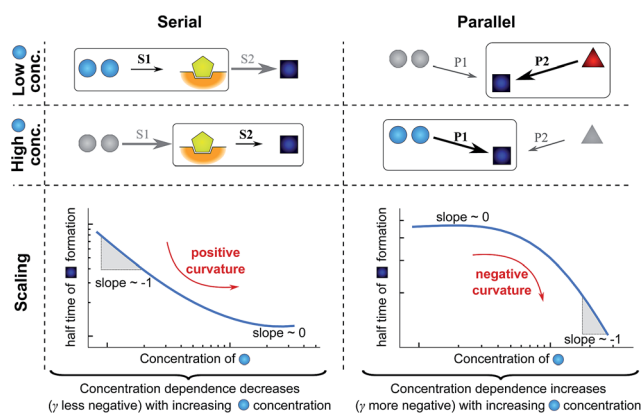 Serial
Parallel
Low conc.
S1
S2
P1
P2
High conc.
S1
S2
P1
P2
Scaling
half time of formation
slope ~ -1
positive
curvature
slope ~ 0
Concentration of
half time of formation
slope ~ 0
negative
curvature
slope ~ -1
Concentration of
Concentration dependence decreases
(γ less negative) with increasing concentration
Concentration dependence increases
(γ more negative) with increasing concentration